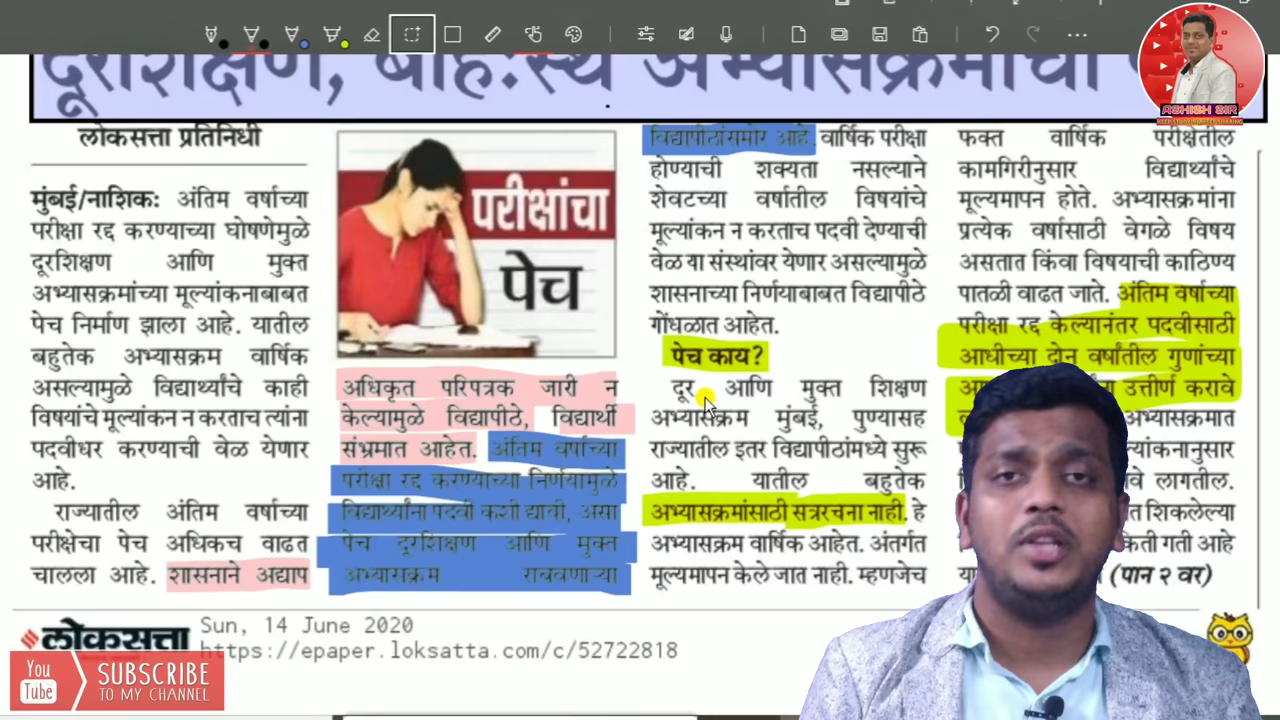 दूरशिक्षण, बहि:स्थ अभ्यासक्रमांचा
ASHISH SIR
लोकसत्ता प्रतिनिधी
मुंबई/नाशिक: अंतिम वर्षाच्या
परीक्षा रद्द करण्याच्या घोषणेमुळे
दूरशिक्षण आणि मुक्त
अभ्यासक्रमांच्या मूल्यांकनाबाबत
पेच निर्माण झाला आहे. यातील
बहुतेक अभ्यासक्रम वार्षिक
असल्यामुळे विद्यार्थ्यांचे काही
विषयांचे मूल्यांकन न करताच त्यांना
पदवीधर करण्याची वेळ येणार
आहे.
राज्यातील अंतिम वर्षाच्या
परीक्षेचा पेच अधिकच वाढत
चालला आहे. शासनाने अद्याप
परीक्षांचा
पेच
अधिकृत परिपत्रक जारी न
केल्यामुळे विद्यापीठे, विद्यार्थी
संभ्रमात आहेत. अंतिम वर्षाच्या
परीक्षा रद्द करण्याच्या निर्णयामुळे
विद्यार्थ्यांना पदवी कशी द्यावी, असा
पेच दूरशिक्षण आणि मुक्त
अभ्यासक्रम राबवणाऱ्या
विद्यापीठांसमोर आहे. वार्षिक परीक्षा
होण्याची शक्यता नसल्याने
शेवटच्या वर्षातील विषयांचे
मूल्यांकन न करताच पदवी देण्याची
वेळ या संस्थांवर येणार असल्यामुळे
शासनाच्या निर्णयाबाबत विद्यापीठे
गोंधळात आहेत.
पेच काय?
दूर आणि मुक्त शिक्षण
अभ्यासक्रम मुंबई, पुण्यासह
राज्यातील इतर विद्यापीठांमध्ये सुरू
आहे. यातील बहुतेक
अभ्यासक्रमांसाठी सत्ररचना नाही. हे
अभ्यासक्रम वार्षिक आहेत. अंतर्गत
मूल्यमापन केले जात नाही. म्हणजेच
फक्त वार्षिक परीक्षेतील
कामगिरीनुसार विद्यार्थ्यांचे
मूल्यमापन होते. अभ्यासक्रमांना
प्रत्येक वर्षासाठी वेगळे विषय
असतात किंवा विषयाची काठिण्य
पातळी वाढत जाते. अंतिम वर्षाच्या
परीक्षा रद्द केल्यानंतर पदवीसाठी
आधीच्या दोन वर्षांतील गुणांच्या
उत्तीर्ण करावे
अभ्यासक्रमात
लागतील.
शिकलेल्या
गती आहे
(पान २ वर)
लोकसत्ता
Sun, 14 June 2020
https://epaper.loksatta.com/c/52722818
You
Tube
SUBSCRIBE
TO MY CHANNEL